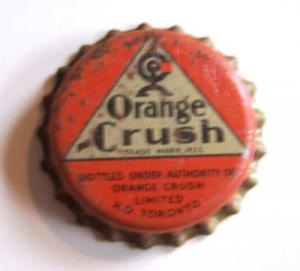 Orange
Crush
TRADE MARK REG.
BOTTLED UNDER AUTHORITY OF
ORANGE CRUSH
LIMITED
H.O. TORONTO